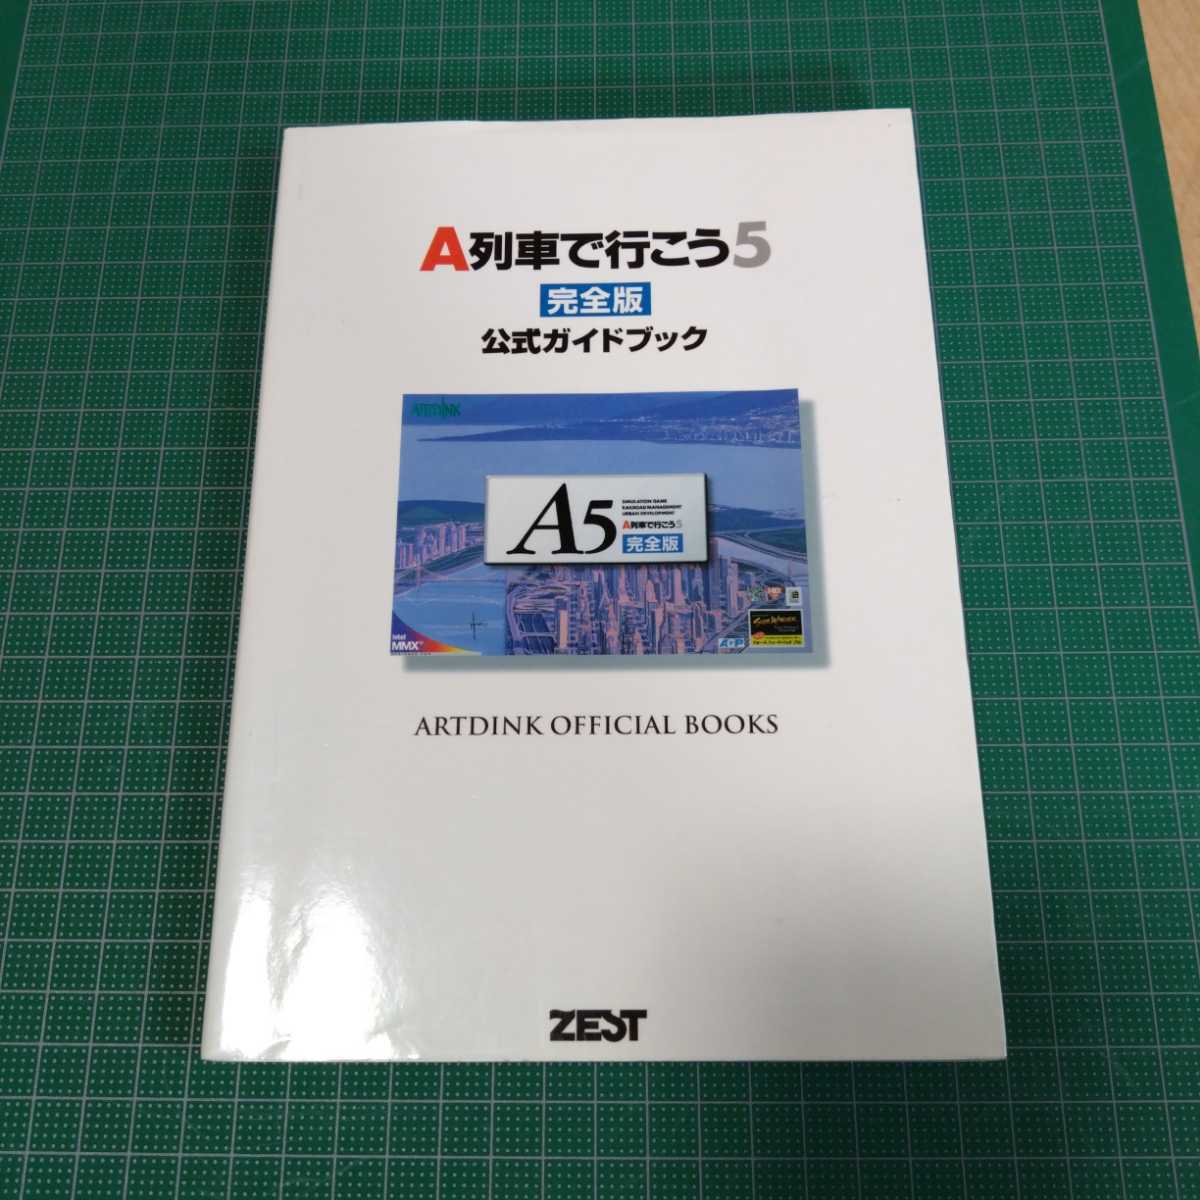 A列車で行こう5
完全版
公式ガイドブック
ARTDINK
A5
SIMULATION GAME
RAILROAD MANAGEMENT
URBAN DEVELOPMENT
A列車で行こう5
完全版
intel
MMX
ADP
ARTDINK OFFICIAL BOOKS
ZEST